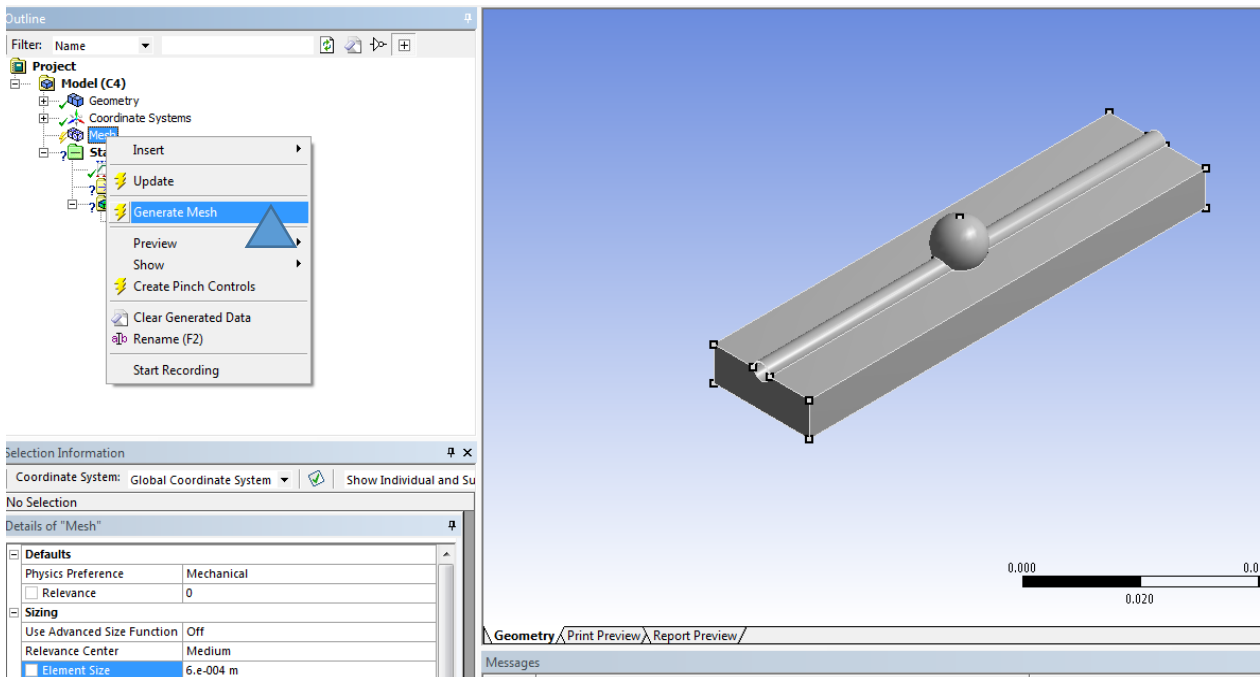 Outline
Filter: Name
Project
Model (C4)
Geometry
Coordinate Systems
Mesh
Sta
Insert
Update
Generate Mesh
Preview
Show
Create Pinch Controls
Clear Generated Data
Rename (F2)
Start Recording
Selection Information
Coordinate System: Global Coordinate System Show Individual and Su
No Selection
Details of "Mesh"
Defaults
Physics Preference Mechanical
Relevance 0
Sizing
Use Advanced Size Function Off
Relevance Center Medium
Element Size 6.e-004 m
0.000 0.0
0.020
Geometry Print Preview Report Preview
Messages